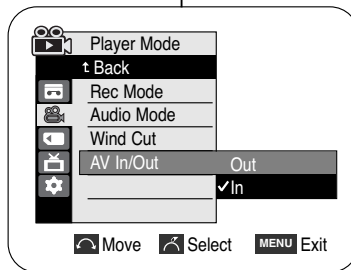 Player Mode
Back
Rec Mode
Audio Mode
Wind Cut
AV In/Out Out
✓In
Move Select MENU Exit